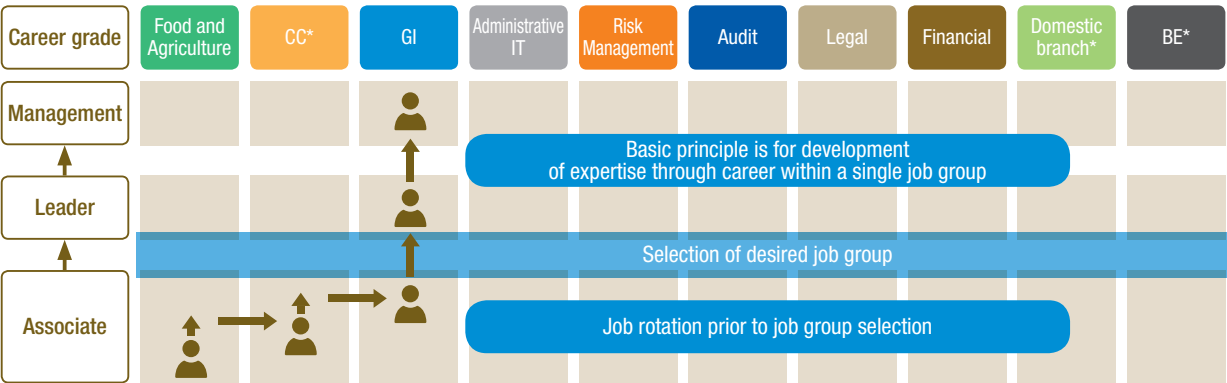 Career grade
Food and
Agriculture
CC*
GI
Administrative
IT
Risk
Management
Audit
Legal
Financial
Domestic
branch*
BE*
Management
Basic principle is for development
of expertise through career within a single job group
Leader
Selection of desired job group
Associate
Job rotation prior to job group selection